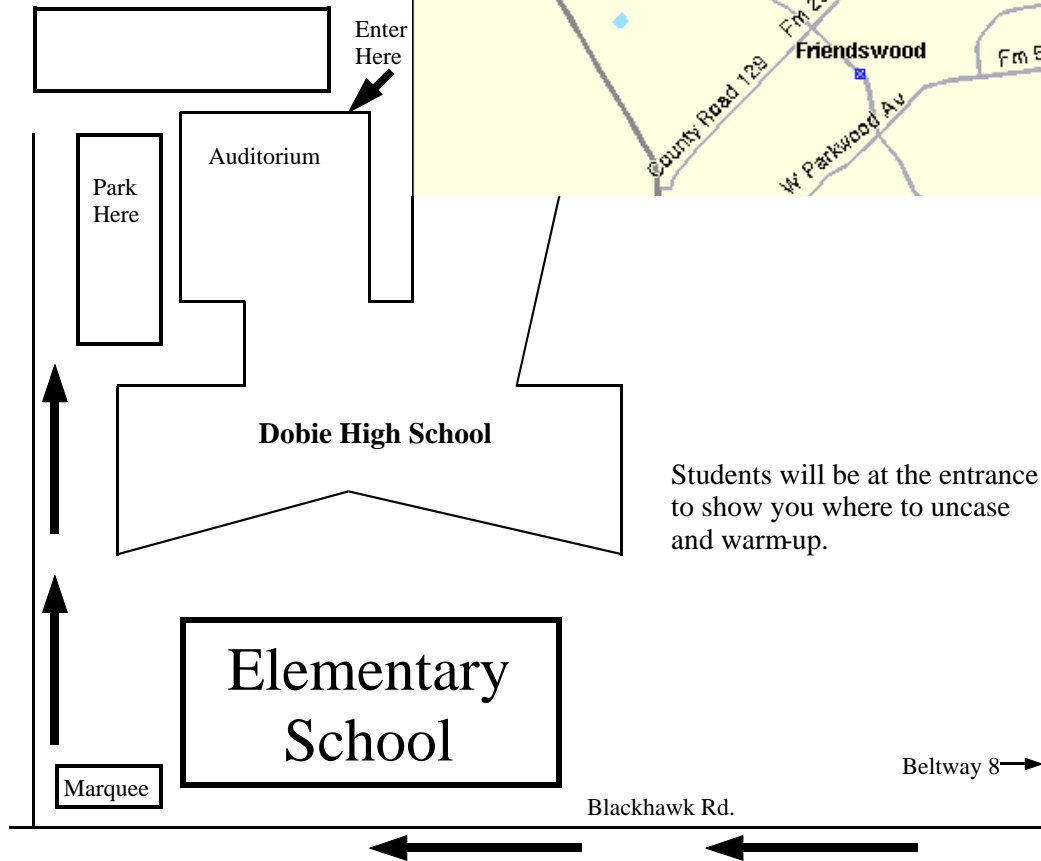 Enter
Here
Fm
Friendswood
Fm 5
County Road 129
W Parkwood Av
Auditorium
Park
Here
Dobie High School
Students will be at the entrance
to show you where to uncase
and warm-up.
Elementary
School
Beltway 8
Marquee
Blackhawk Rd.